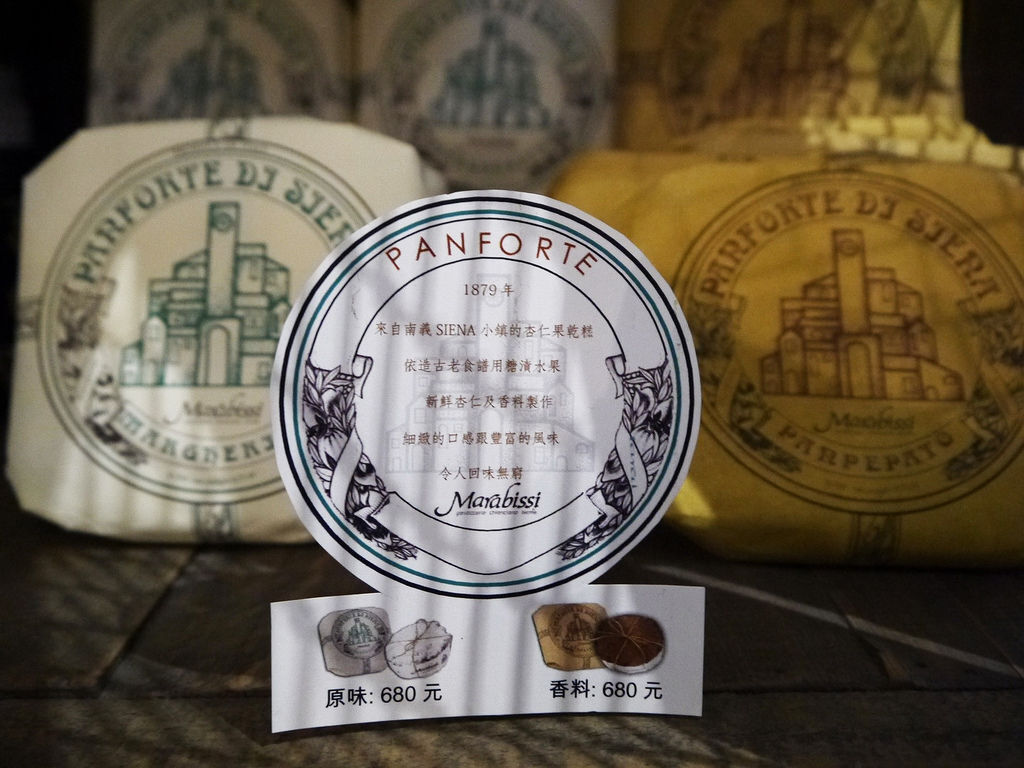 PANFORTE DI SIENA
Marabissi
PANFORTE DI SIENA
Marabissi
PANPEPATO
PANFORTE
1879 年
來自南義 SIENA 小鎮的杏仁果乾糕
依造古老食譜用糖漬水果
新鮮杏仁及香料製作
細緻的口感跟豐富的風味
令人回味無窮
Marabissi
原味: 680 元
香料: 680 元